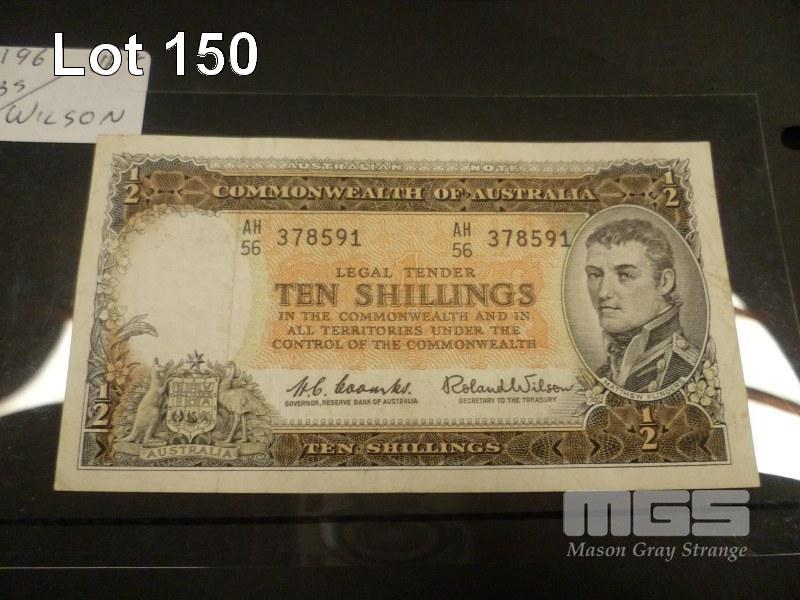 Lot 150
196
WILSON
AUSTRALIAN NOTE
1/2 COMMONWEALTH OF AUSTRALIA 1/2
AH 56 378591 AH 56 378591
LEGAL TENDER
TEN SHILLINGS
IN THE COMMONWEALTH AND IN
ALL TERRITORIES UNDER THE
CONTROL OF THE COMMONWEALTH
H.C. Coombs. Roland Wilson
GOVERNOR, RESERVE BANK OF AUSTRALIA SECRETARY TO THE TREASURY
MATTHEW FLINDERS
1/2 1/2
AUSTRALIA
TEN SHILLINGS
MGS
Mason Gray Strange